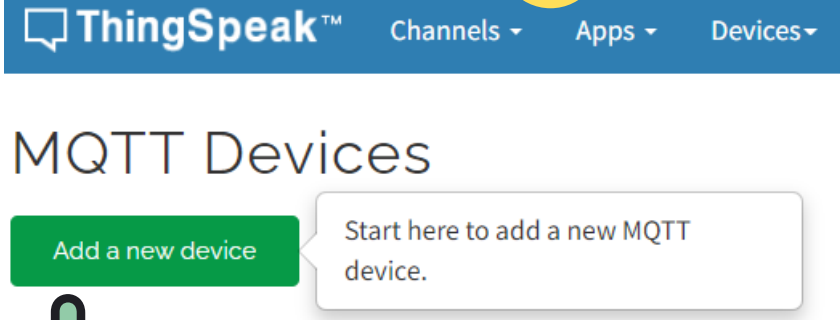 ThingSpeak™ Channels Apps Devices
MQTT Devices
Add a new device
Start here to add a new MQTT
device.